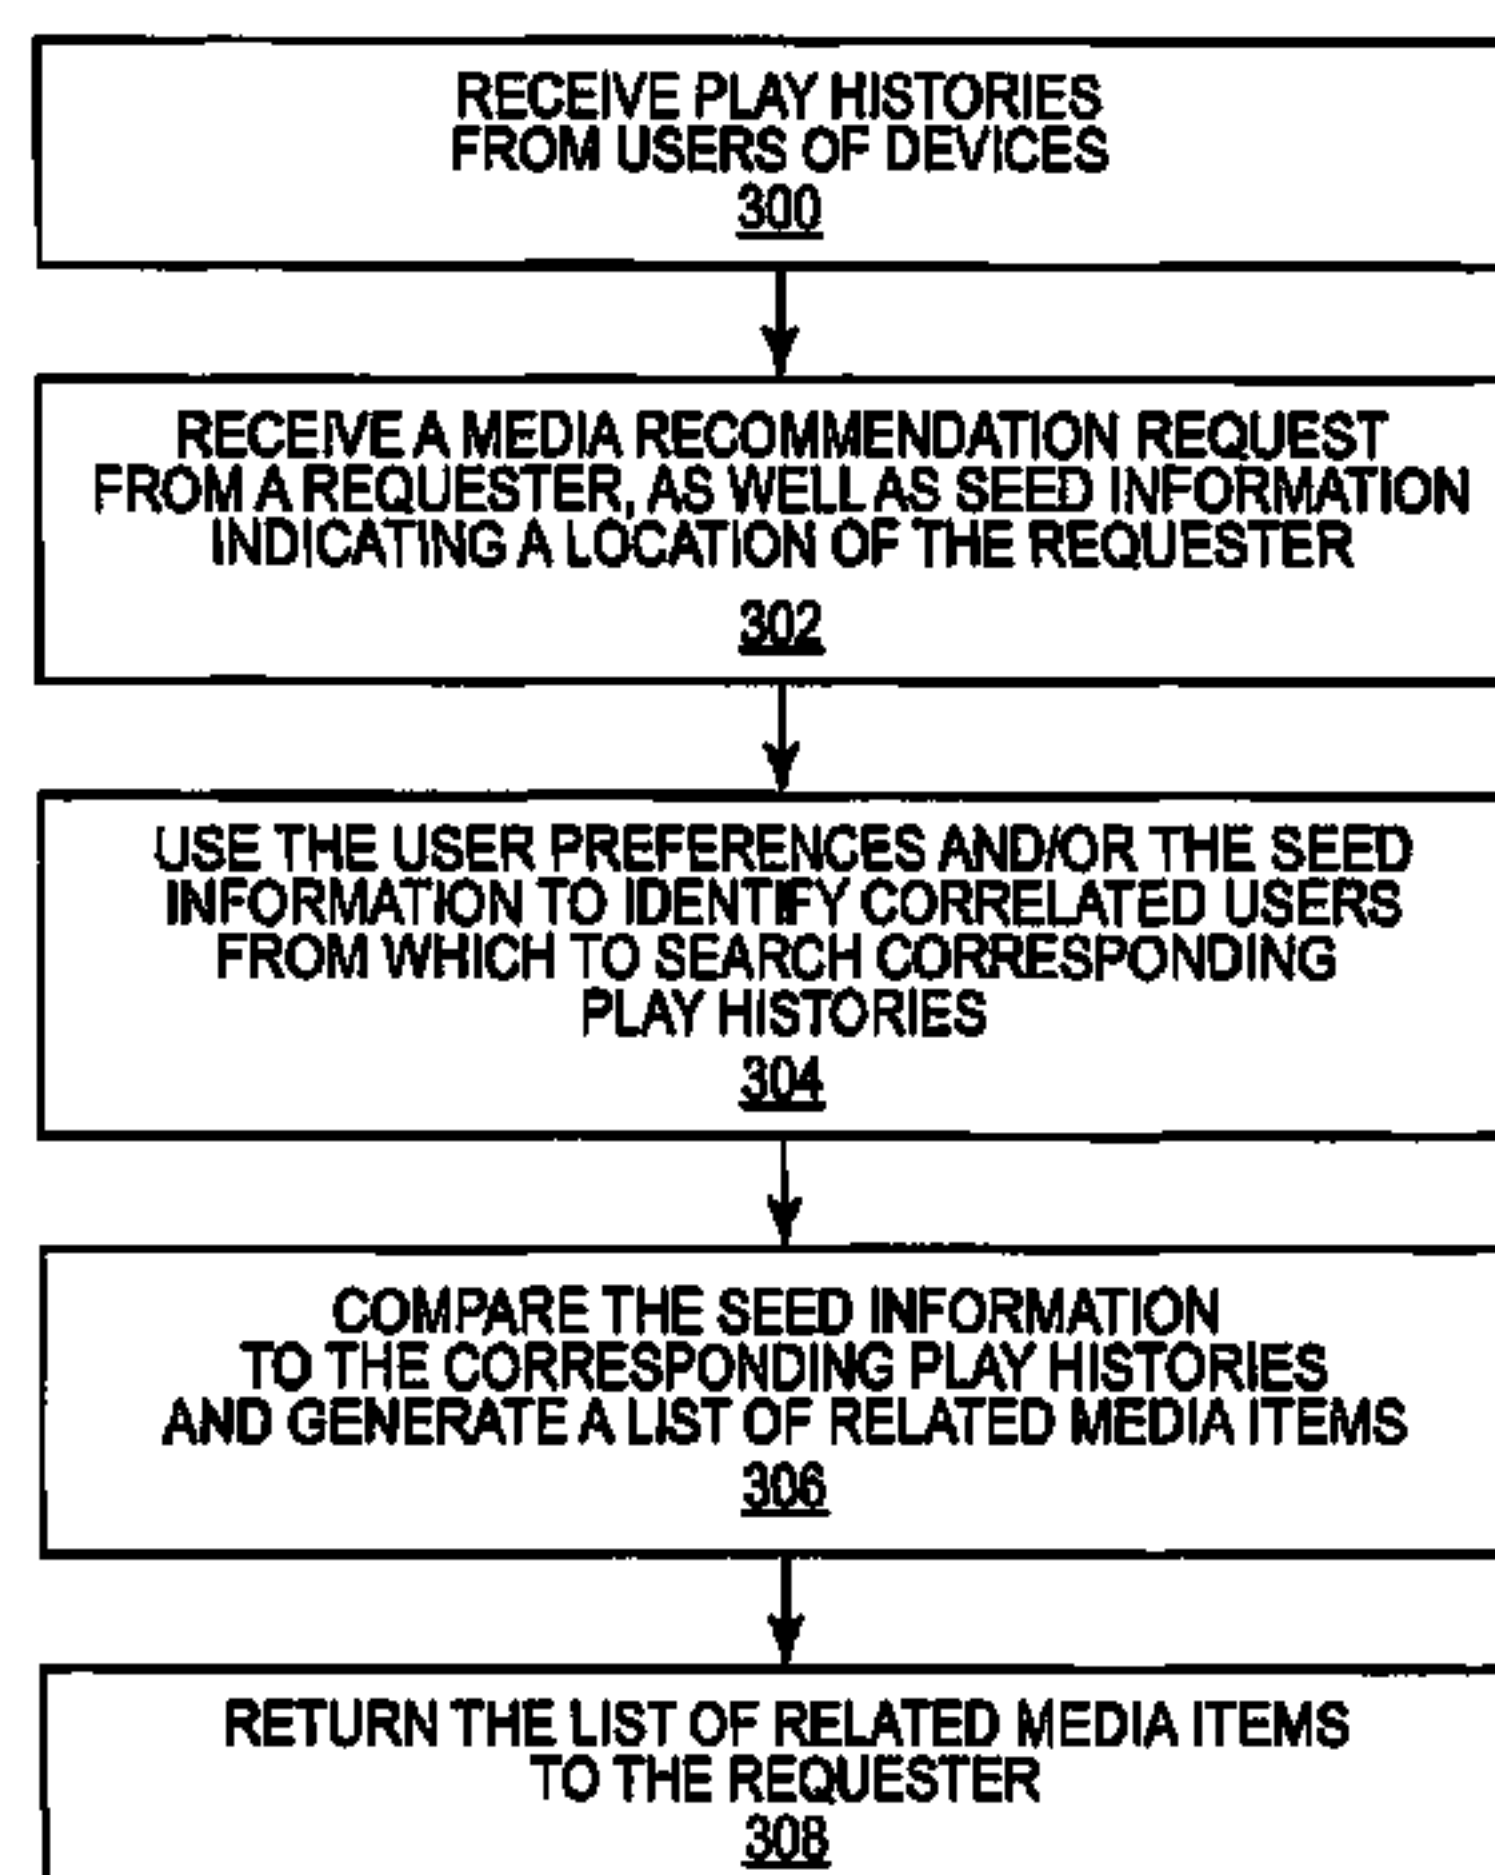 RECEIVE PLAY HISTORIES
FROM USERS OF DEVICES
300
RECEIVE A MEDIA RECOMMENDATION REQUEST
FROM A REQUESTER, AS WELL AS SEED INFORMATION
INDICATING A LOCATION OF THE REQUESTER
302
USE THE USER PREFERENCES AND/OR THE SEED
INFORMATION TO IDENTIFY CORRELATED USERS
FROM WHICH TO SEARCH CORRESPONDING
PLAY HISTORIES
304
COMPARE THE SEED INFORMATION
TO THE CORRESPONDING PLAY HISTORIES
AND GENERATE A LIST OF RELATED MEDIA ITEMS
306
RETURN THE LIST OF RELATED MEDIA ITEMS
TO THE REQUESTER
308